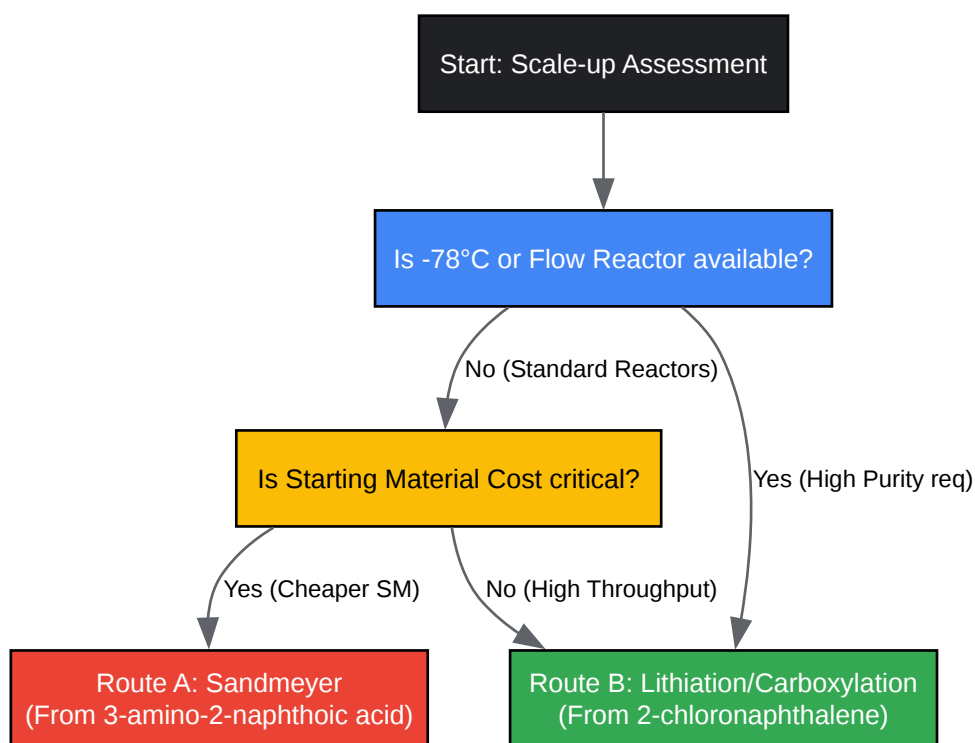 Start: Scale-up Assessment
Is -78°C or Flow Reactor available?
No (Standard Reactors)
Is Starting Material Cost critical?
Yes (High Purity req)
Yes (Cheaper SM)
No (High Throughput)
Route A: Sandmeyer
(From 3-amino-2-naphthoic acid)
Route B: Lithiation/Carboxylation
(From 2-chloronaphthalene)